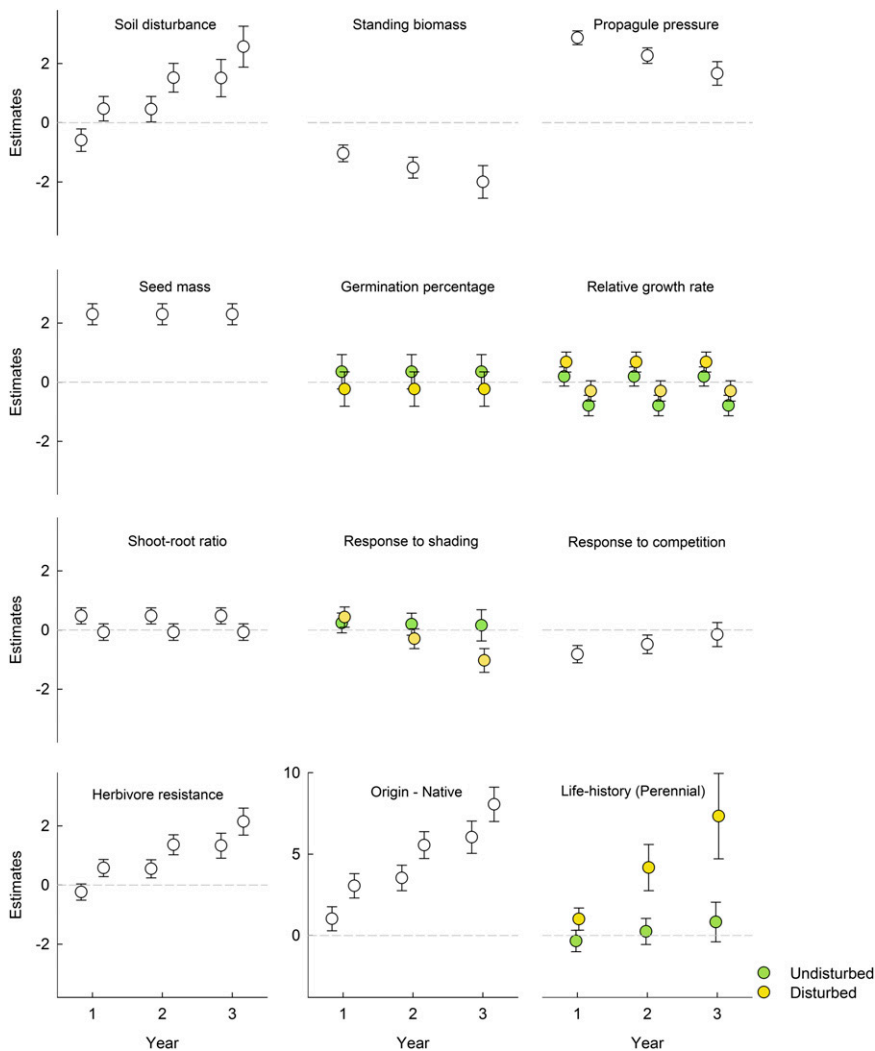 Soil disturbance Standing biomass Propagule pressure
2
0
-2
Estimates
Seed mass Germination percentage Relative growth rate
2
0
-2
Estimates
Shoot-root ratio Response to shading Response to competition
2
0
-2
Estimates
Herbivore resistance Origin - Native Life-history (Perennial)
2
0
-2
Estimates
10
5
0
Undisturbed
Disturbed
1 2 3 1 2 3 1 2 3
Year Year Year